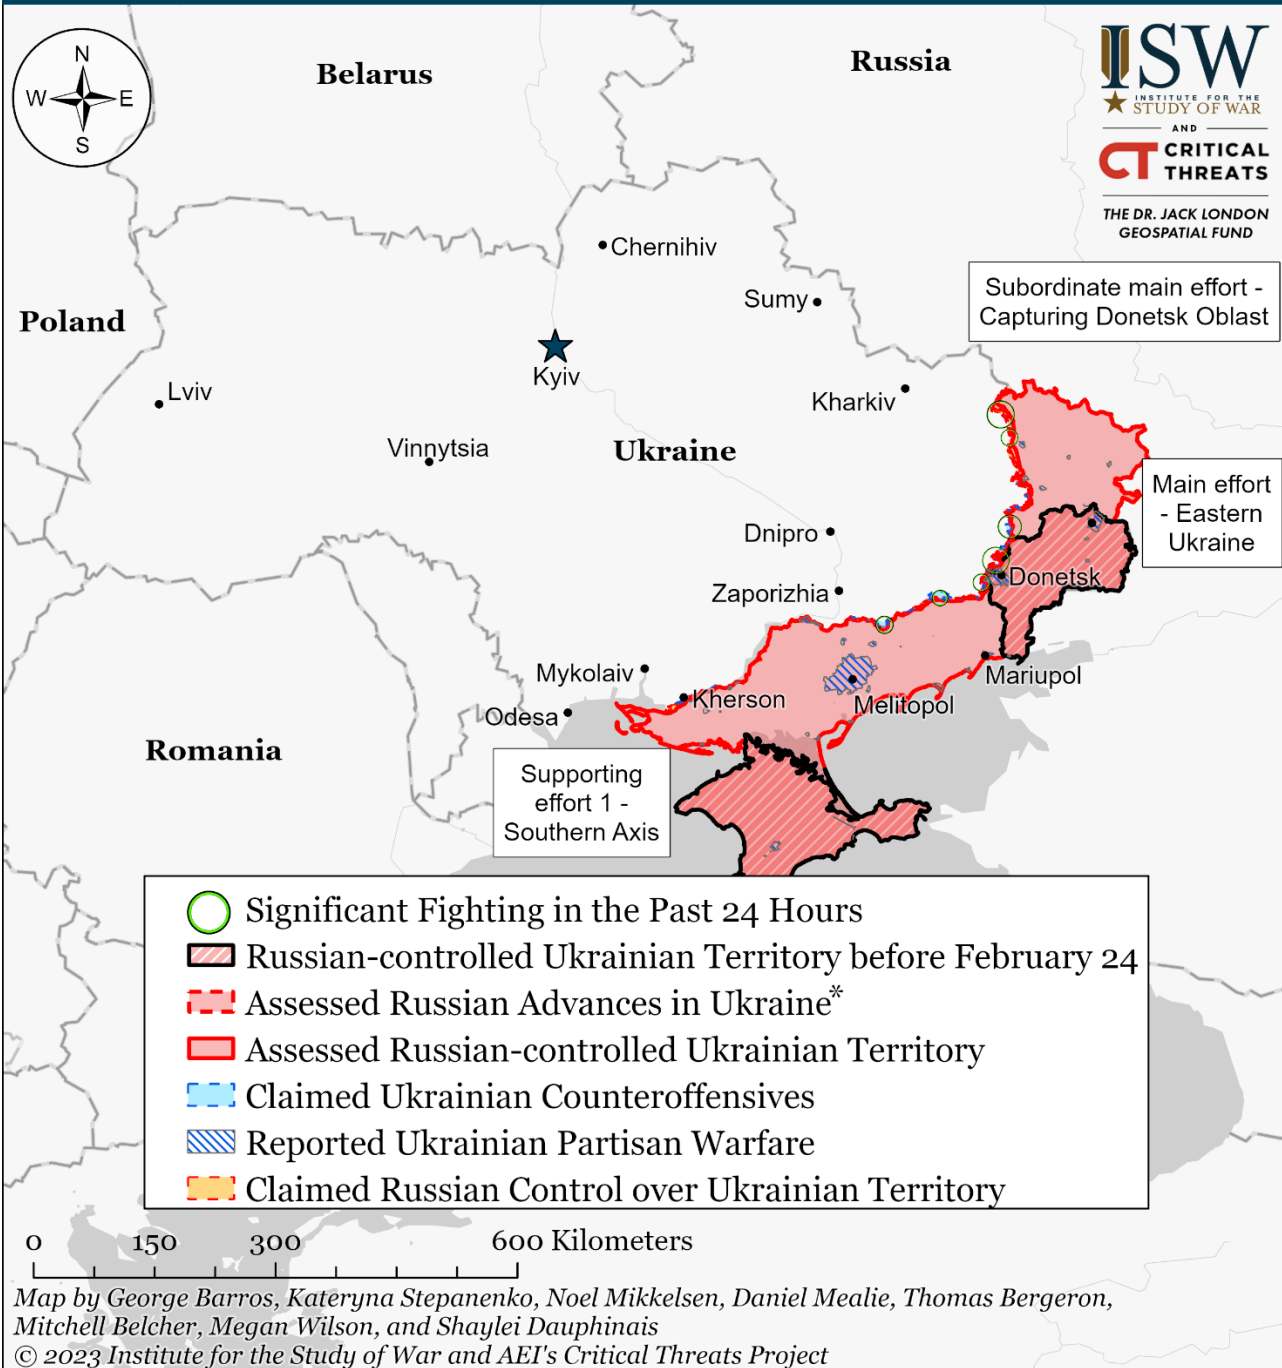 N
W
E
S
Belarus
Russia
ISW
INSTITUTE FOR THE
STUDY OF WAR
AND
CT CRITICAL
THREATS
THE DR. JACK LONDON
GEOSPATIAL FUND
Chernihiv
Subordinate main effort -
Capturing Donetsk Oblast
Sumy
Poland
Kyiv
Lviv
Kharkiv
Vinnytsia
Ukraine
Main effort
- Eastern
Ukraine
Dnipro
Donetsk
Zaporizhia
Mykolaiv
Mariupol
Kherson
Melitopol
Odesa
Romania
Supporting
effort 1 -
Southern Axis
Significant Fighting in the Past 24 Hours
Russian-controlled Ukrainian Territory before February 24
Assessed Russian Advances in Ukraine*
Assessed Russian-controlled Ukrainian Territory
Claimed Ukrainian Counteroffensives
Reported Ukrainian Partisan Warfare
Claimed Russian Control over Ukrainian Territory
0 150 300 600 Kilometers
Map by George Barros, Kateryna Stepanenko, Noel Mikkelsen, Daniel Mealie, Thomas Bergeron,
Mitchell Belcher, Megan Wilson, and Shaylei Dauphinais
© 2023 Institute for the Study of War and AEI's Critical Threats Project